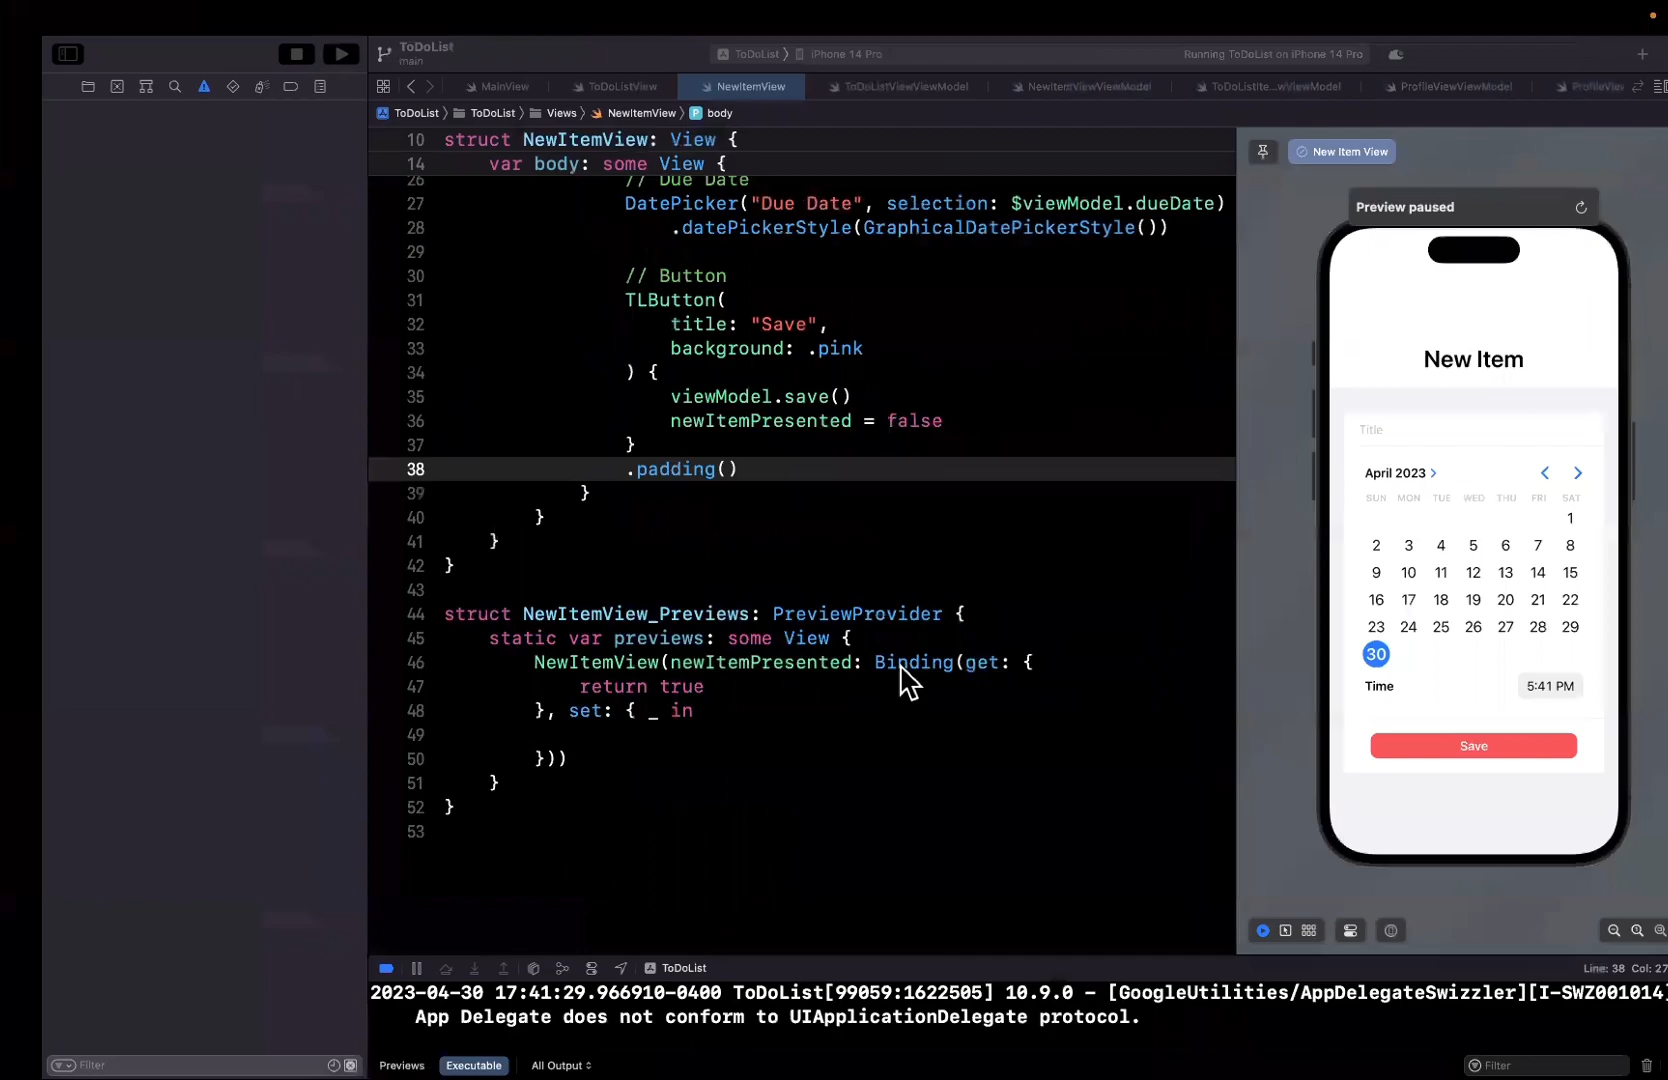 ToDoList
main
ToDoList
iPhone 14 Pro
Running ToDoList on iPhone 14 Pro
MainView
ToDoListView
NewItemView
ToDoListViewViewModel
NewItemViewViewModel
ToDoListIte...wViewModel
ProfileViewViewModel
ProfileView
ToDoList
ToDoList
Views
NewItemView
body
10 struct NewItemView: View {
14 var body: some View {
26 // Due Date
27 DatePicker("Due Date", selection: $viewModel.dueDate)
28 .datePickerStyle(GraphicalDatePickerStyle())
29
30 // Button
31 TLButton(
32 title: "Save",
33 background: .pink
34 ) {
35 viewModel.save()
36 newItemPresented = false
37 }
38 .padding()
39 }
40 }
41 }
42 }
43
44 struct NewItemView_Previews: PreviewProvider {
45 static var previews: some View {
46 NewItemView(newItemPresented: Binding(get: {
47 return true
48 }, set: { _ in
49
50 }))
51 }
52 }
53
New Item View
Preview paused
New Item
Title
April 2023
SUN MON TUE WED THU FRI SAT
1
2 3 4 5 6 7 8
9 10 11 12 13 14 15
16 17 18 19 20 21 22
23 24 25 26 27 28 29
30
Time 5:41 PM
Save
ToDoList
Line: 38 Col: 27
2023-04-30 17:41:29.966910-0400 ToDoList[99059:1622505] 10.9.0 - [GoogleUtilities/AppDelegateSwizzler][I-SWZ001014]
App Delegate does not conform to UIApplicationDelegate protocol.
Filter
Previews
Executable
All Output
Filter